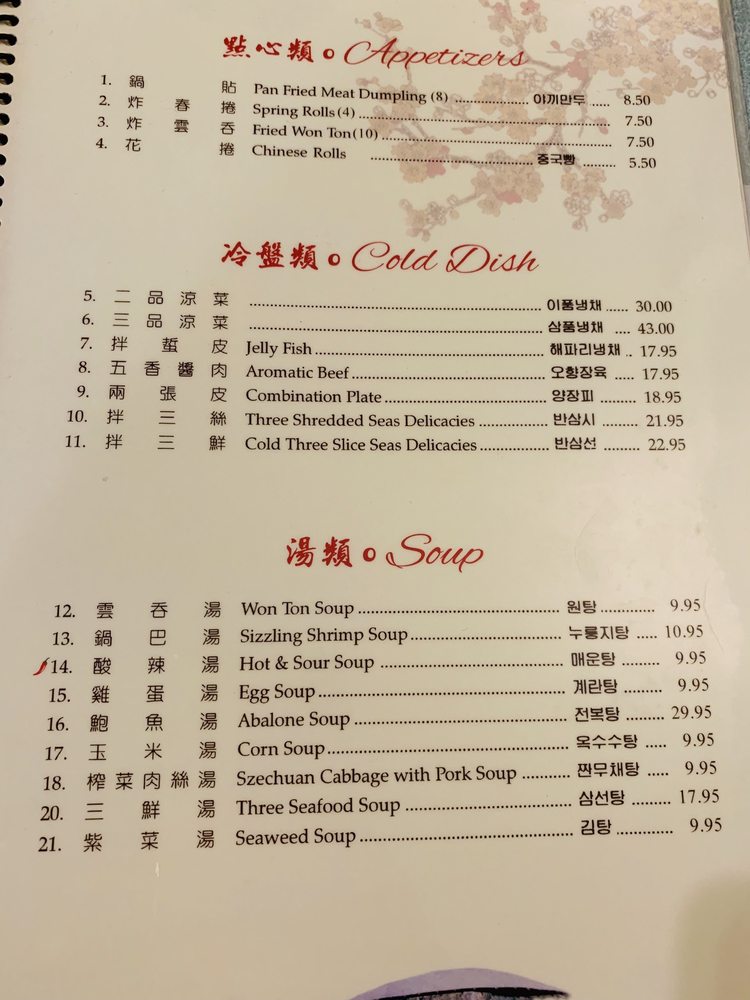 點心類 Appetizers
1. 鍋貼 Pan Fried Meat Dumpling (8) 야끼만두 8.50
2. 炸春捲 Spring Rolls (4) 7.50
3. 炸雲吞 Fried Won Ton (10) 7.50
4. 花捲 Chinese Rolls 중국빵 5.50
冷盤類 Cold Dish
5. 二品涼菜 이품냉채 30.00
6. 三品涼菜 삼품냉채 43.00
7. 拌蜇皮 Jelly Fish 해파리냉채 17.95
8. 五香醬肉 Aromatic Beef 오향장육 17.95
9. 兩張皮 Combination Plate 양장피 18.95
10. 拌三絲 Three Shredded Seas Delicacies 반삼시 21.95
11. 拌三鮮 Cold Three Slice Seas Delicacies 반삼선 22.95
湯類 Soup
12. 雲吞湯 Won Ton Soup 원탕 9.95
13. 鍋巴湯 Sizzling Shrimp Soup 누룽지탕 10.95
14. 酸辣湯 Hot & Sour Soup 매운탕 9.95
15. 雞蛋湯 Egg Soup 계란탕 9.95
16. 鮑魚湯 Abalone Soup 전복탕 29.95
17. 玉米湯 Corn Soup 옥수수탕 9.95
18. 榨菜肉絲湯 Szechuan Cabbage with Pork Soup 짠무채탕 9.95
20. 三鮮湯 Three Seafood Soup 삼선탕 17.95
21. 紫菜湯 Seaweed Soup 김탕 9.95